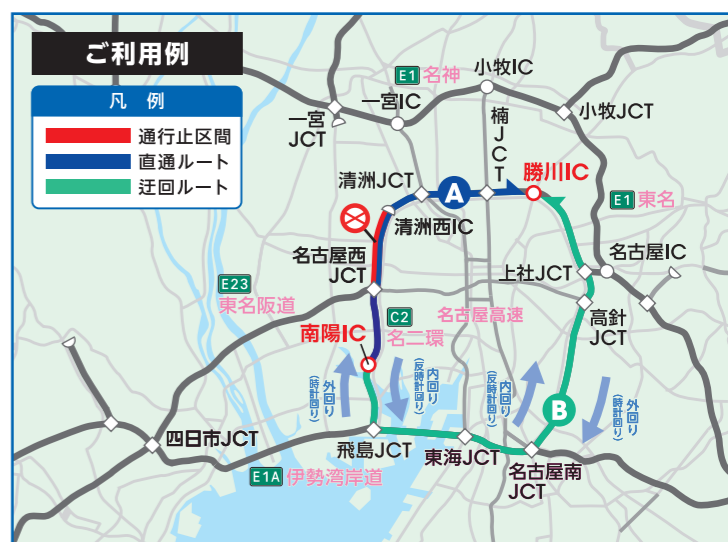 ご利用例
凡例
通行止区間
直通ルート
迂回ルート
E1 名神
小牧IC
一宮IC
一宮
JCT
小牧JCT
楠JCT
清洲JCT
A
勝川IC
E1 東名
清洲西IC
名古屋西
JCT
名古屋IC
上社JCT
E23
東名阪道
C2
名二環
名古屋高速
高針
JCT
南陽IC
外回り
(時計回り)
内回り
(反時計回り)
内回り
(反時計回り)
外回り
(時計回り)
B
四日市JCT
飛島JCT
東海JCT
名古屋南
JCT
E1A 伊勢湾岸道